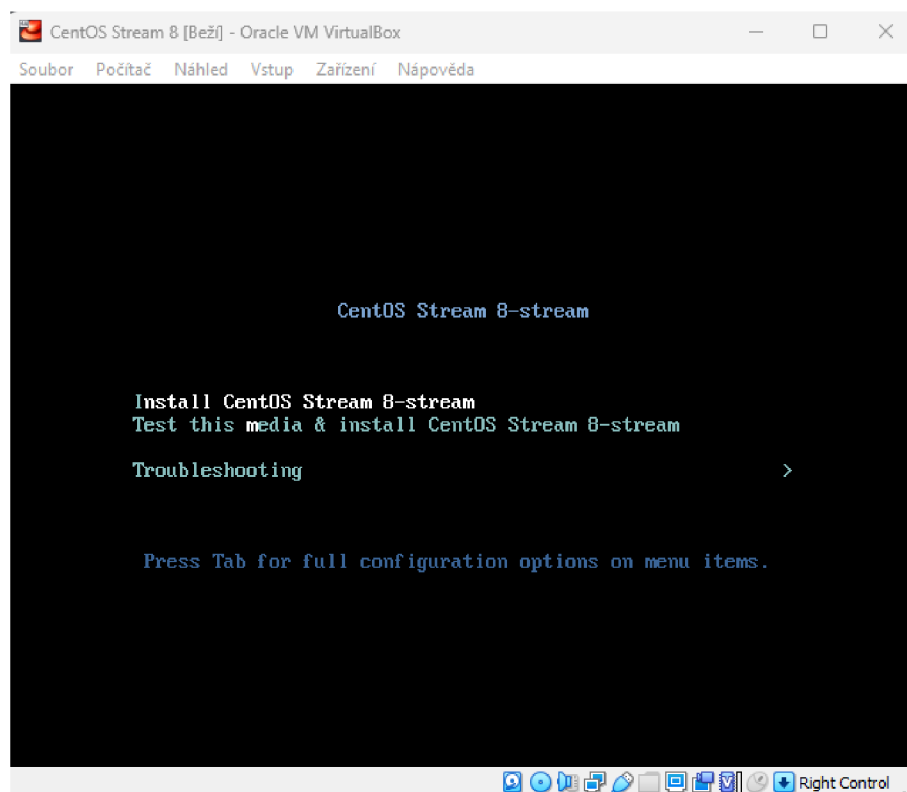 CentOS Stream 8 [Beží] - Oracle VM VirtualBox
Soubor Počítač Náhled Vstup Zařízení Nápověda
CentOS Stream 8-stream
Install CentOS Stream 8-stream
Test this media & install CentOS Stream 8-stream
Troubleshooting >
Press Tab for full configuration options on menu items.
Right Control